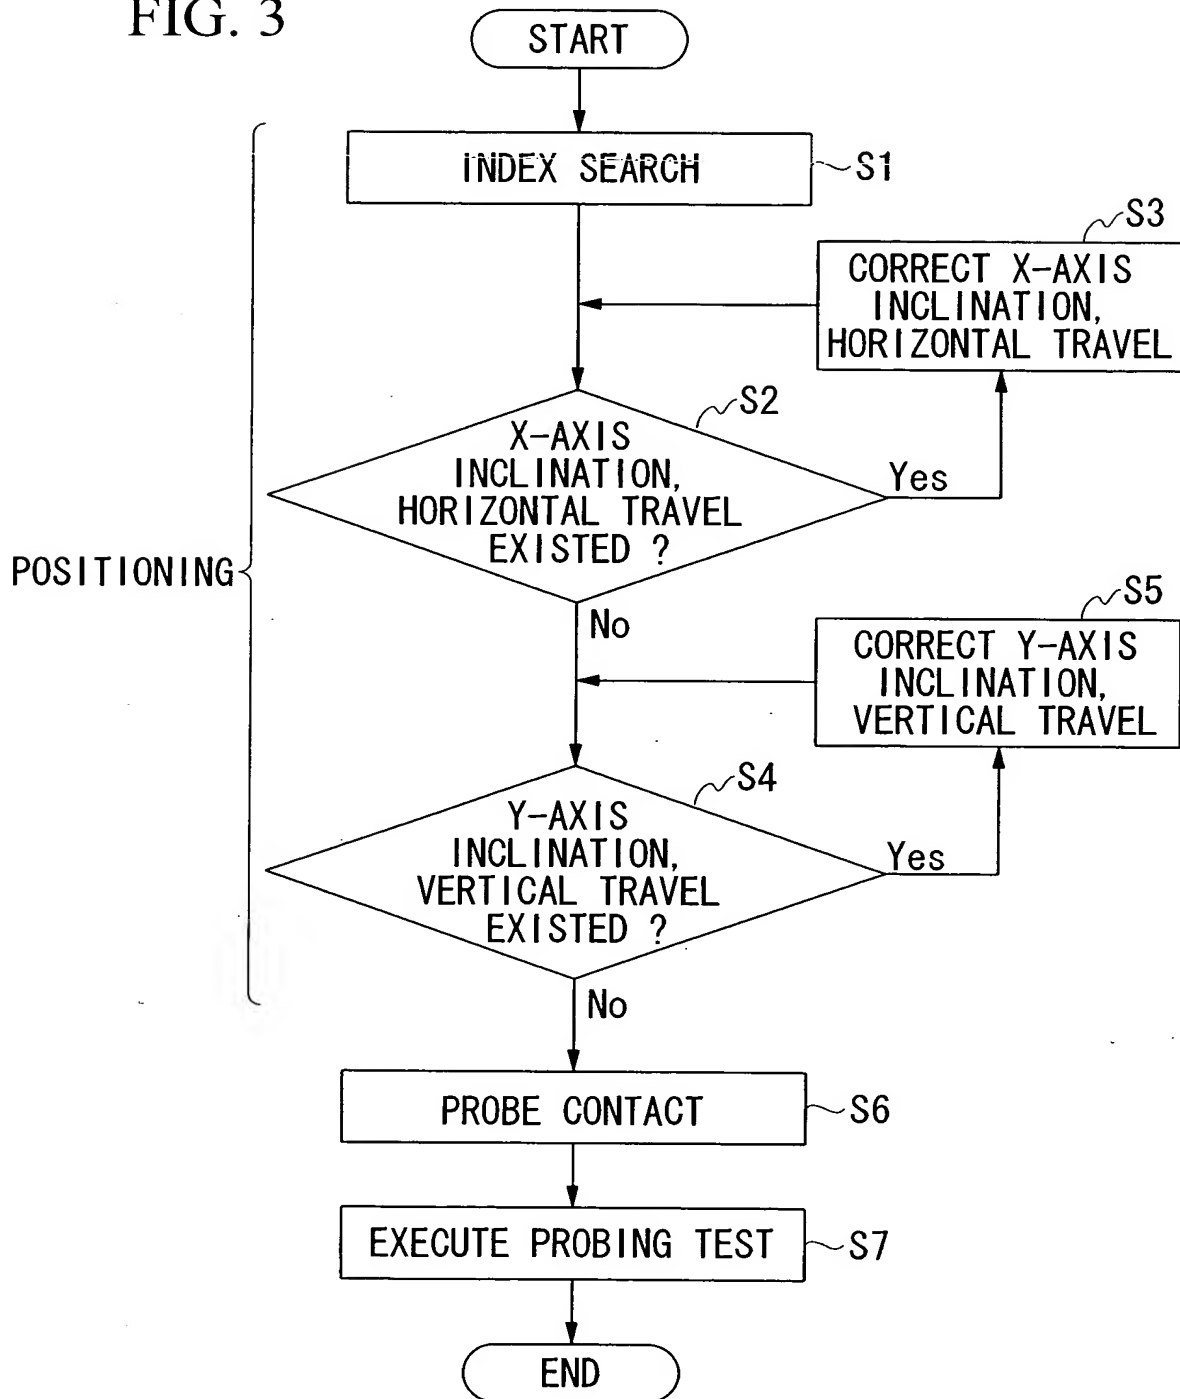 FIG. 3
START
INDEX SEARCH
S1
S3
CORRECT X-AXIS
INCLINATION,
HORIZONTAL TRAVEL
S2
X-AXIS
INCLINATION,
HORIZONTAL TRAVEL
EXISTED ?
Yes
POSITIONING
No
S5
CORRECT Y-AXIS
INCLINATION,
VERTICAL TRAVEL
S4
Y-AXIS
INCLINATION,
VERTICAL TRAVEL
EXISTED ?
Yes
No
PROBE CONTACT
S6
EXECUTE PROBING TEST
S7
END